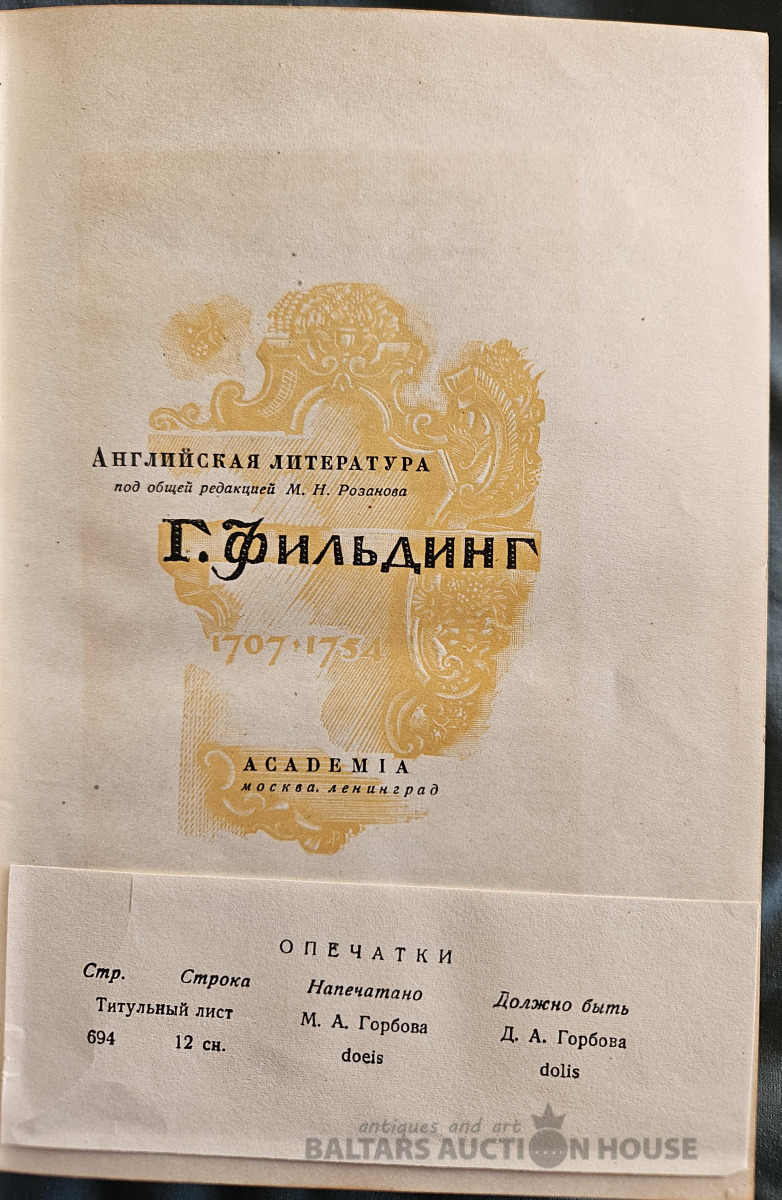 Английская литература
под общей редакцией М. Н. Розанова
Г. Фильдинг
1707 · 1754
ACADEMIA
москва. ленинград
ОПЕЧАТКИ
Стр. Строка Напечатано Должно быть
Титульный лист М. А. Горбова Д. А. Горбова
694 12 сн. doeis dolis
antiques and art
BALTARS AUCTION HOUSE